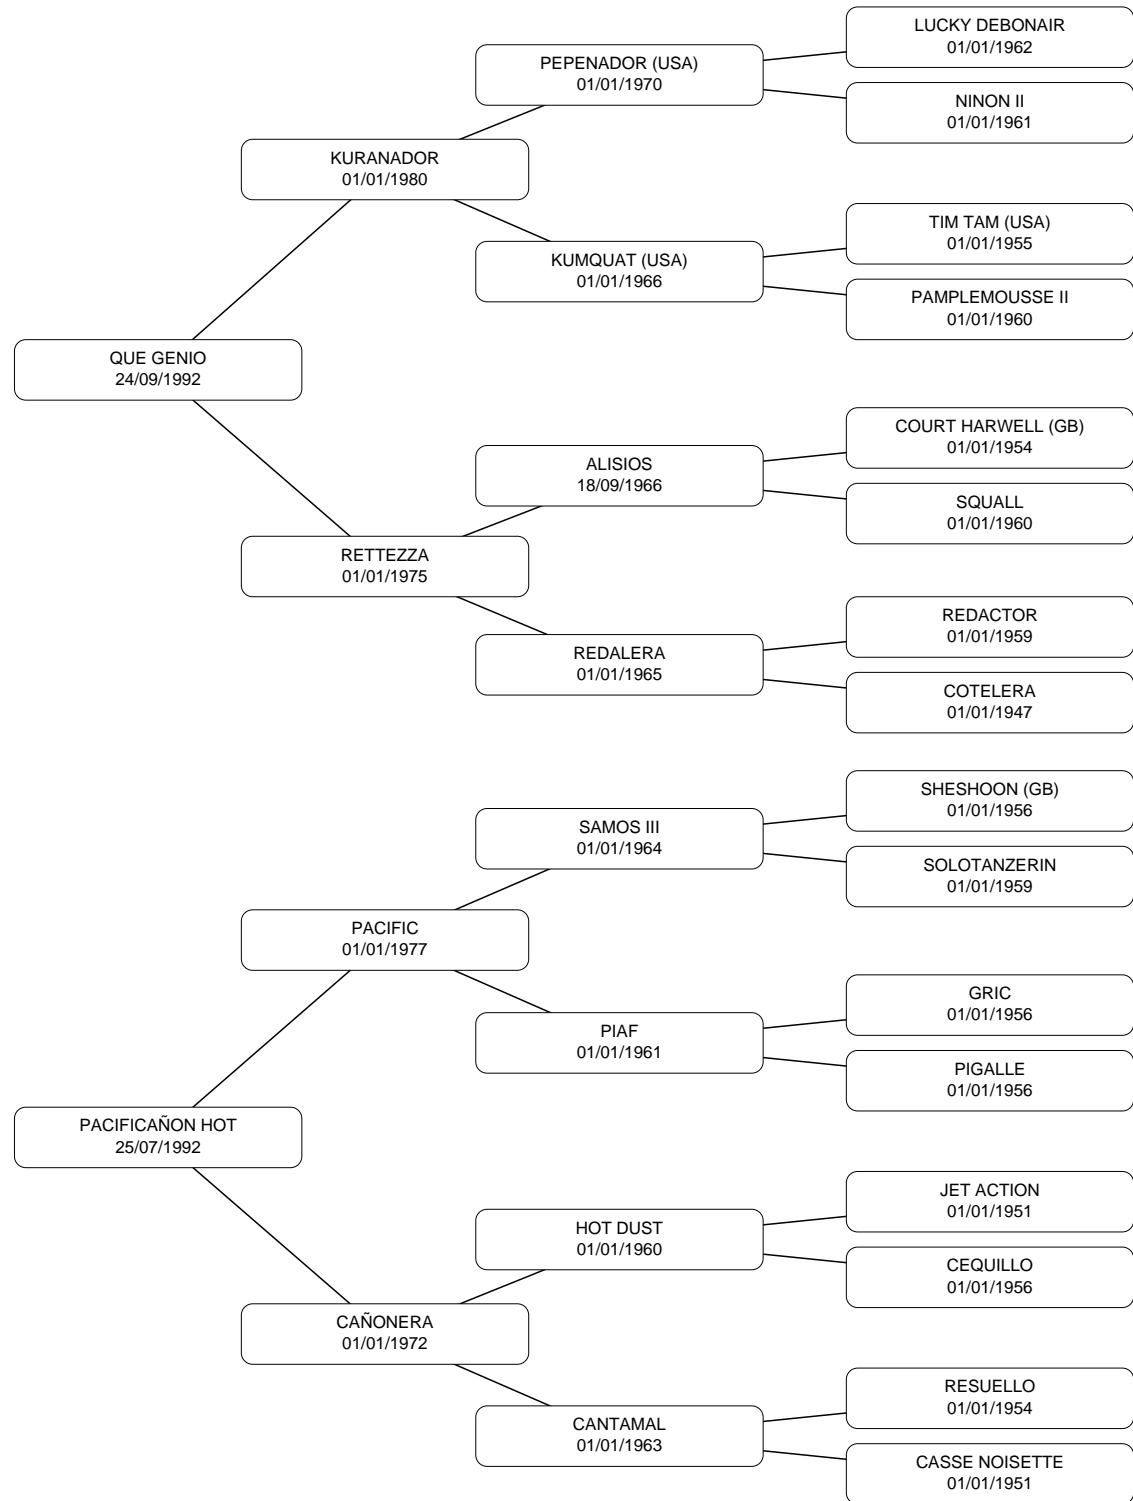 LUCKY DEBONAIR
01/01/1962
PEPENADOR (USA)
01/01/1970
NINON II
01/01/1961
KURANADOR
01/01/1980
TIM TAM (USA)
01/01/1955
KUMQUAT (USA)
01/01/1966
PAMPLEMOUSSE II
01/01/1960
QUE GENIO
24/09/1992
COURT HARWELL (GB)
01/01/1954
ALISIOS
18/09/1966
SQUALL
01/01/1960
RETTEZZA
01/01/1975
REDACTOR
01/01/1959
REDALERA
01/01/1965
COTELERA
01/01/1947
SHESHOON (GB)
01/01/1956
SAMOS III
01/01/1964
SOLOTANZERIN
01/01/1959
PACIFIC
01/01/1977
GRIC
01/01/1956
PIAF
01/01/1961
PIGALLE
01/01/1956
PACIFICAÑON HOT
25/07/1992
JET ACTION
01/01/1951
HOT DUST
01/01/1960
CEQUILLO
01/01/1956
CAÑONERA
01/01/1972
RESUELLO
01/01/1954
CANTAMAL
01/01/1963
CASSE NOISETTE
01/01/1951